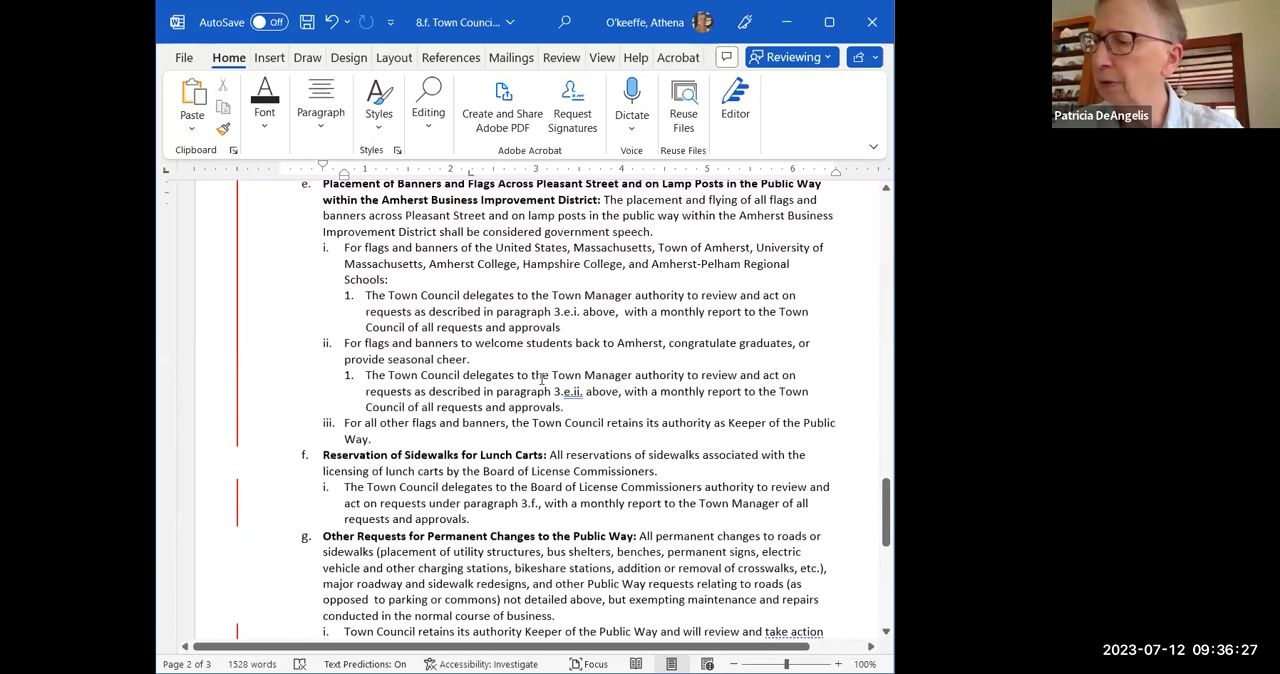 AutoSave Off 8.f. Town Counci... O'keeffe, Athena
File Home Insert Draw Design Layout References Mailings Review View Help Acrobat Reviewing
Paste Font Paragraph Styles Editing Create and Share Adobe PDF Request Signatures Dictate Reuse Files Editor
Clipboard Styles Adobe Acrobat Voice Reuse Files Editor
1 2 3 4 5 6
e. Placement of Banners and Flags Across Pleasant Street and on Lamp Posts in the Public Way
within the Amherst Business Improvement District: The placement and flying of all flags and
banners across Pleasant Street and on lamp posts in the public way within the Amherst Business
Improvement District shall be considered government speech.
i. For flags and banners of the United States, Massachusetts, Town of Amherst, University of
Massachusetts, Amherst College, Hampshire College, and Amherst-Pelham Regional
Schools:
1. The Town Council delegates to the Town Manager authority to review and act on
requests as described in paragraph 3.e.i. above, with a monthly report to the Town
Council of all requests and approvals
ii. For flags and banners to welcome students back to Amherst, congratulate graduates, or
provide seasonal cheer.
1. The Town Council delegates to the Town Manager authority to review and act on
requests as described in paragraph 3.e.ii. above, with a monthly report to the Town
Council of all requests and approvals.
iii. For all other flags and banners, the Town Council retains its authority as Keeper of the Public
Way.
f. Reservation of Sidewalks for Lunch Carts: All reservations of sidewalks associated with the
licensing of lunch carts by the Board of License Commissioners.
i. The Town Council delegates to the Board of License Commissioners authority to review and
act on requests under paragraph 3.f., with a monthly report to the Town Manager of all
requests and approvals.
g. Other Requests for Permanent Changes to the Public Way: All permanent changes to roads or
sidewalks (placement of utility structures, bus shelters, benches, permanent signs, electric
vehicle and other charging stations, bikeshare stations, addition or removal of crosswalks, etc.),
major roadway and sidewalk redesigns, and other Public Way requests relating to roads (as
opposed to parking or commons) not detailed above, but exempting maintenance and repairs
conducted in the normal course of business.
i. Town Council retains its authority Keeper of the Public Way and will review and take action
Page 2 of 3 1528 words Text Predictions: On Accessibility: Investigate Focus 100%
Patricia DeAngelis
2023-07-12 09:36:27